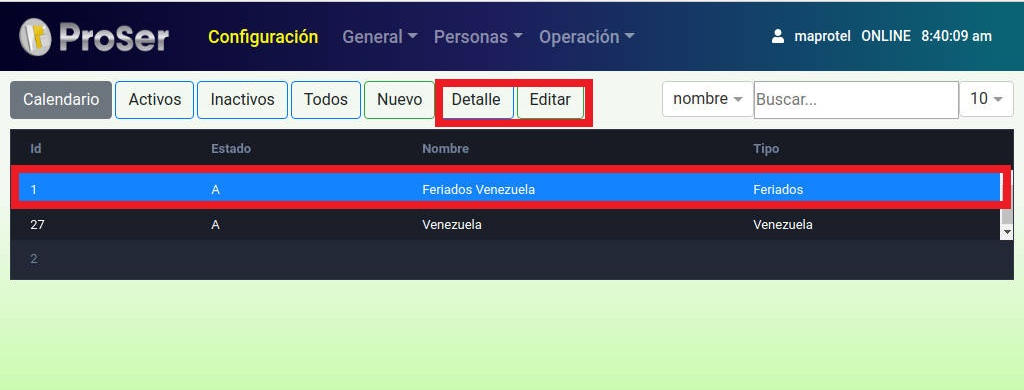 ProSer Configuración General Personas Operación maprotel ONLINE 8:40:09 am
Calendario Activos Inactivos Todos Nuevo Detalle Editar nombre Buscar... 10
Id Estado Nombre Tipo
1 A Feriados Venezuela Feriados
27 A Venezuela Venezuela
2